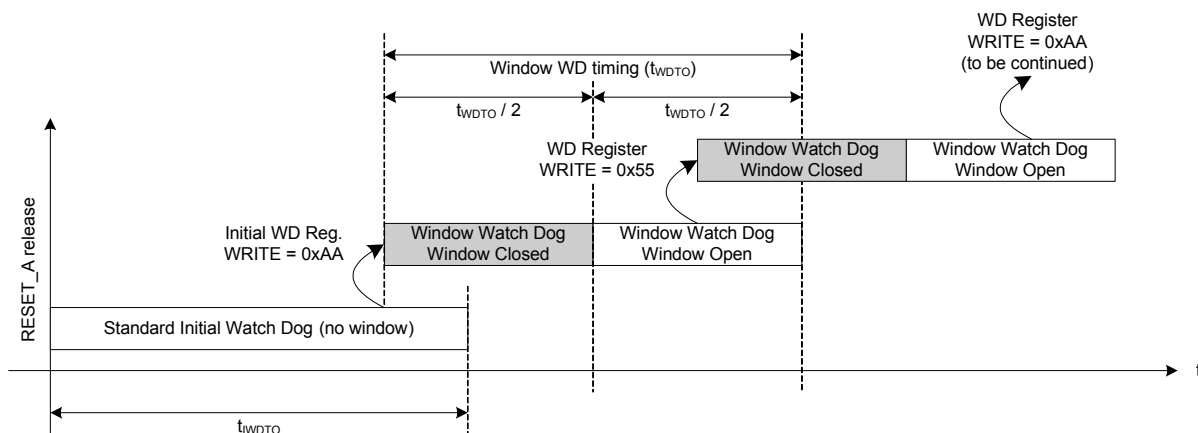 WD Register
WRITE = 0xAA
(to be continued)
Window WD timing (tWDTO)
tWDTO / 2
tWDTO / 2
WD Register
WRITE = 0x55
Window Watch Dog
Window Closed
Window Watch Dog
Window Open
Initial WD Reg.
WRITE = 0xAA
Window Watch Dog
Window Closed
Window Watch Dog
Window Open
RESET_A release
Standard Initial Watch Dog (no window)
t
tIWDTO